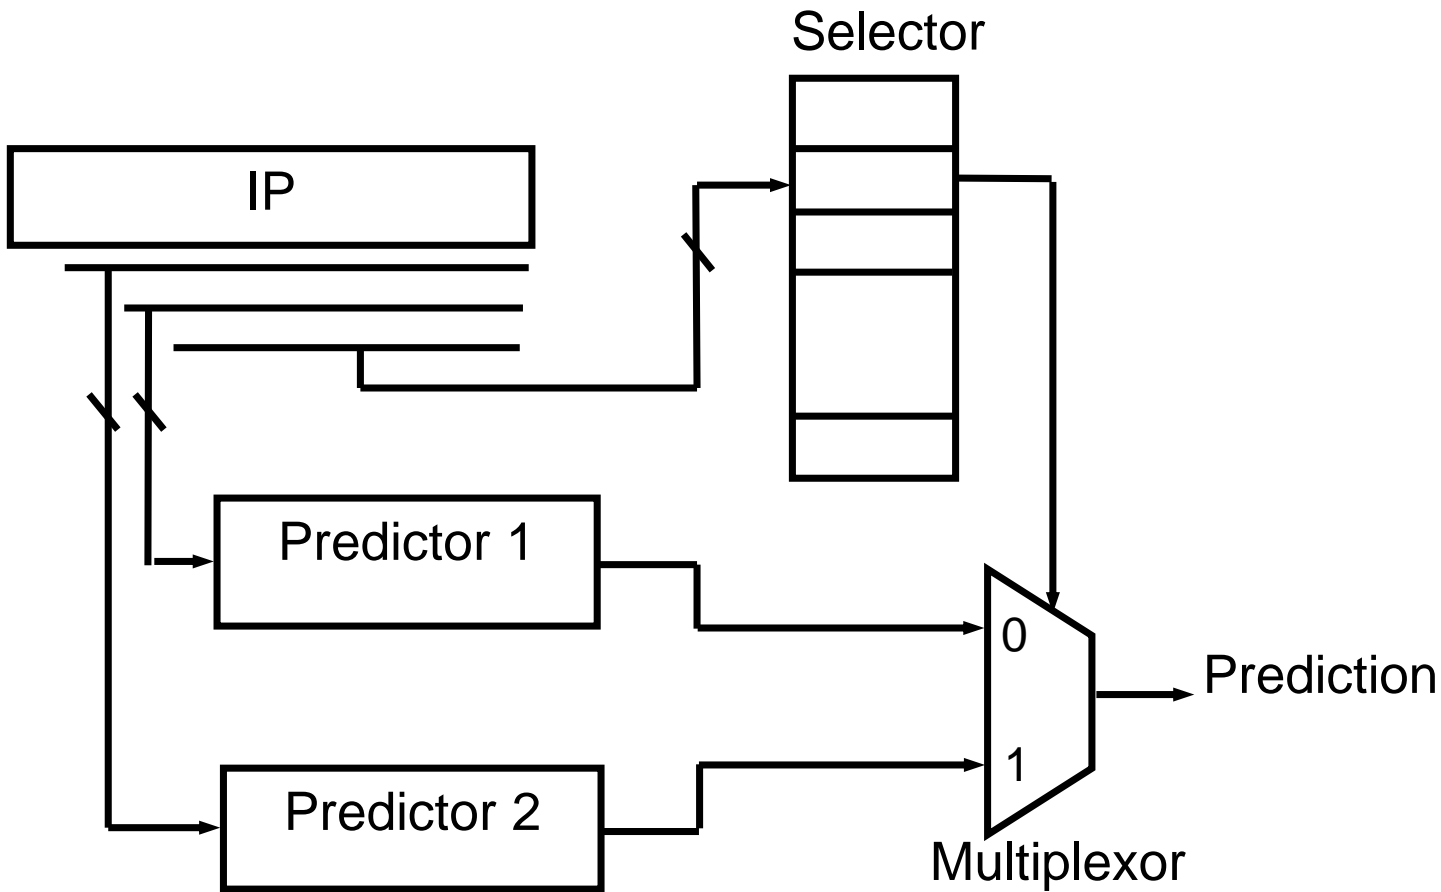 Selector
IP
Predictor 1
0
Prediction
1
Predictor 2
Multiplexor